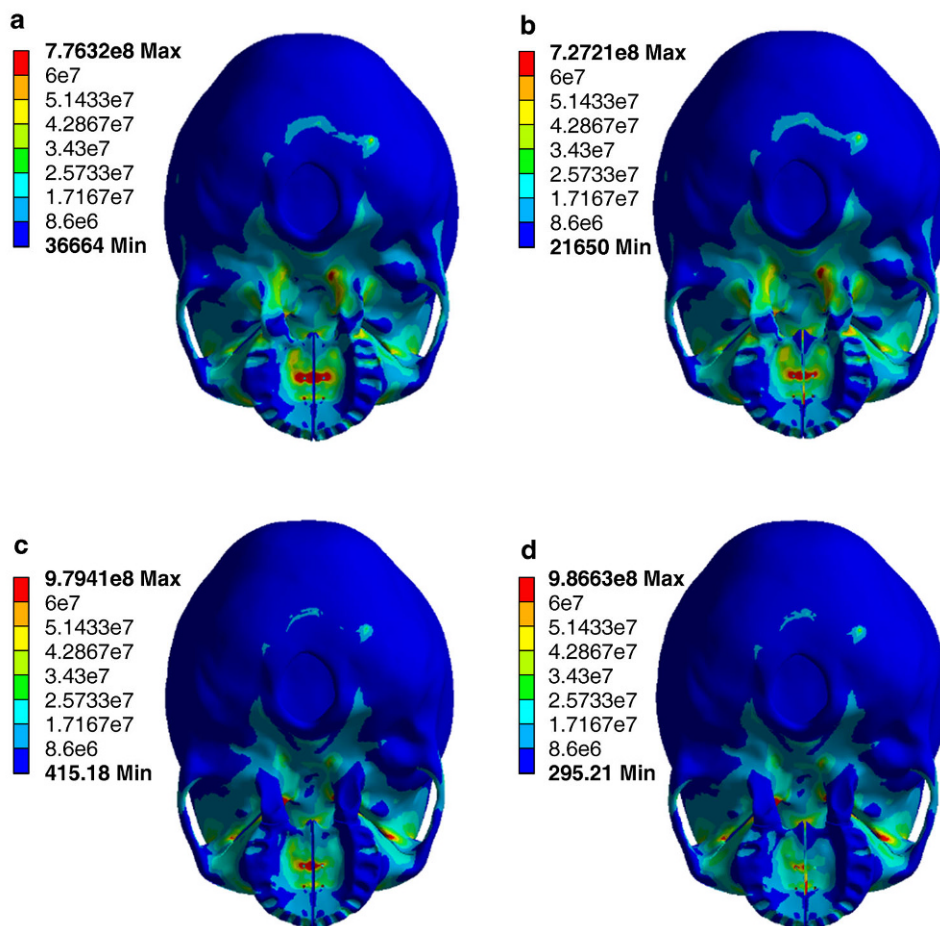 a
7.7632e8 Max
6e7
5.1433e7
4.2867e7
3.43e7
2.5733e7
1.7167e7
8.6e6
36664 Min
b
7.2721e8 Max
6e7
5.1433e7
4.2867e7
3.43e7
2.5733e7
1.7167e7
8.6e6
21650 Min
c
9.7941e8 Max
6e7
5.1433e7
4.2867e7
3.43e7
2.5733e7
1.7167e7
8.6e6
415.18 Min
d
9.8663e8 Max
6e7
5.1433e7
4.2867e7
3.43e7
2.5733e7
1.7167e7
8.6e6
295.21 Min